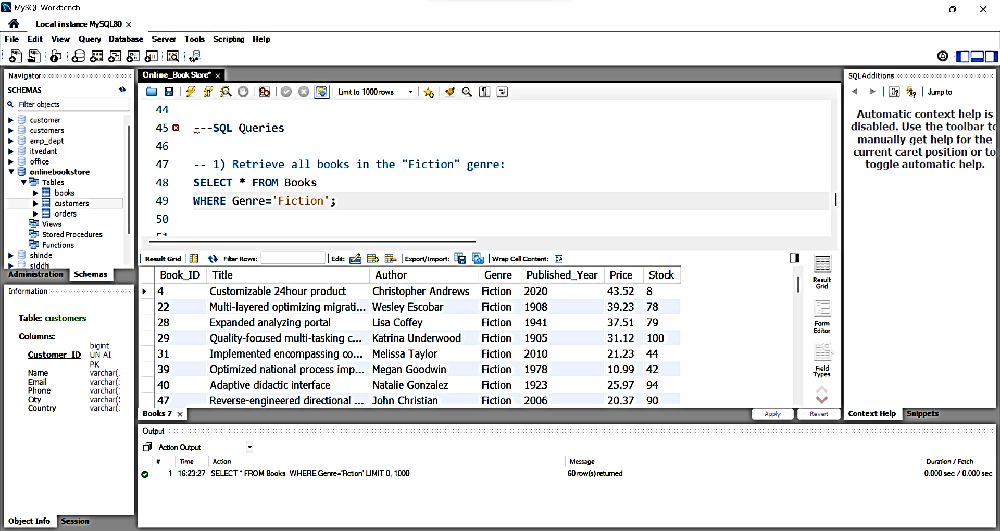 MySQL Workbench
Local instance MySQL80
File Edit View Query Database Server Tools Scripting Help
Navigator
SCHEMAS
Filter objects
customer
customers
emp_dept
itvedant
office
onlinebookstore
Tables
books
customers
orders
Views
Stored Procedures
Functions
shinde
siddhi
Administration Schemas
Information
Table: customers
Columns:
Customer_ID bigint UN AI PK
Name varchar(
Email varchar(
Phone varchar(
City varchar(
Country varchar(
Object Info Session
Online_Book Store*
Limit to 1000 rows
44
45 ---SQL Queries
46
47 -- 1) Retrieve all books in the "Fiction" genre:
48 SELECT * FROM Books
49 WHERE Genre='Fiction';
50
51
Result Grid Filter Rows: Edit: Export/Import: Wrap Cell Content:
Book_ID Title Author Genre Published_Year Price Stock
4 Customizable 24hour product Christopher Andrews Fiction 2020 43.52 8
22 Multi-layered optimizing migrati... Wesley Escobar Fiction 1908 39.23 78
28 Expanded analyzing portal Lisa Coffey Fiction 1941 37.51 79
29 Quality-focused multi-tasking c... Katrina Underwood Fiction 1905 31.12 100
31 Implemented encompassing co... Melissa Taylor Fiction 2010 21.23 44
39 Optimized national process imp... Megan Goodwin Fiction 1978 10.99 42
40 Adaptive didactic interface Natalie Gonzalez Fiction 1923 25.97 94
47 Reverse-engineered directional ... John Christian Fiction 2006 20.37 90
Result Grid
Form Editor
Field Types
Books 7
Apply Revert
Output
Action Output
# Time Action Message Duration / Fetch
1 16:23:27 SELECT * FROM Books WHERE Genre='Fiction' LIMIT 0, 1000 60 row(s) returned 0.000 sec / 0.000 sec
SQLAdditions
Jump to
Automatic context help is
disabled. Use the toolbar to
manually get help for the
current caret position or to
toggle automatic help.
Context Help Snippets